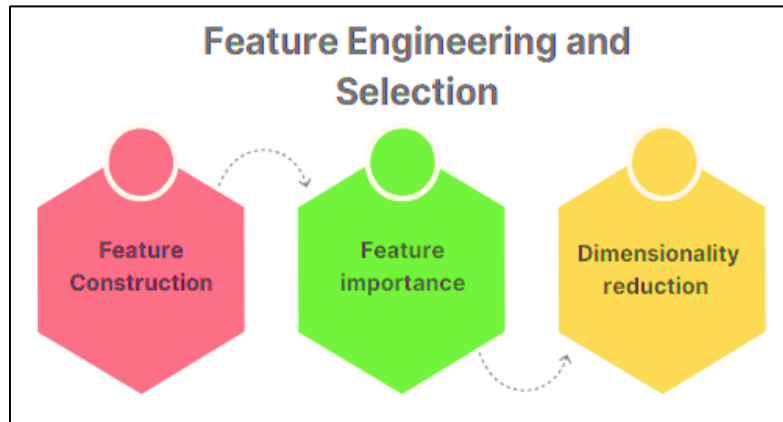 Feature Engineering and
Selection
Feature
Construction
Feature
importance
Dimensionality
reduction